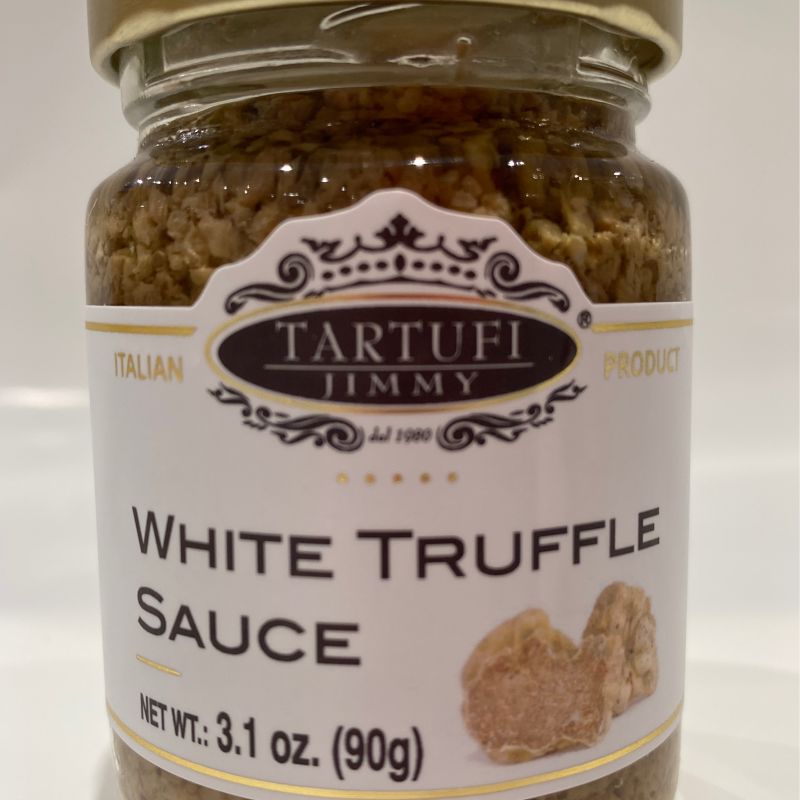 TARTUFI
®
JIMMY
ITALIAN PRODUCT
dal 1980
WHITE TRUFFLE
SAUCE
NET WT.: 3.1 oz. (90g)